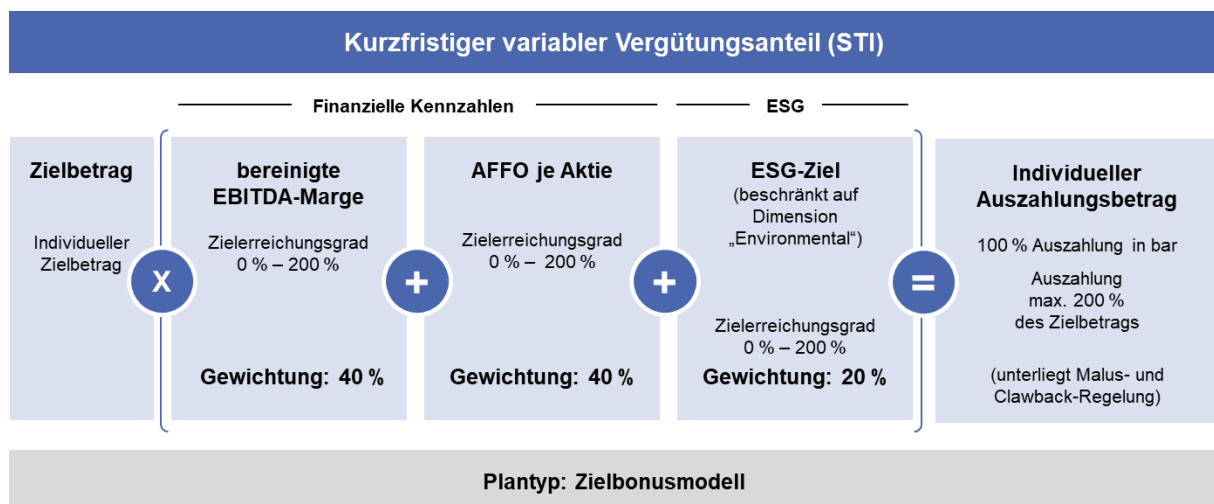 Kurzfristiger variabler Vergütungsanteil (STI)
Finanzielle Kennzahlen
ESG
Zielbetrag
Individueller
Zielbetrag
x
bereinigte
EBITDA-Marge
Zielerreichungsgrad
0 % – 200 %
Gewichtung: 40 %
+
AFFO je Aktie
Zielerreichungsgrad
0 % – 200 %
Gewichtung: 40 %
+
ESG-Ziel
(beschränkt auf
Dimension
„Environmental“)
Zielerreichungsgrad
0 % – 200 %
Gewichtung: 20 %
=
Individueller
Auszahlungsbetrag
100 % Auszahlung in bar
Auszahlung
max. 200 %
des Zielbetrags
(unterliegt Malus- und
Clawback-Regelung)
Plantyp: Zielbonusmodell